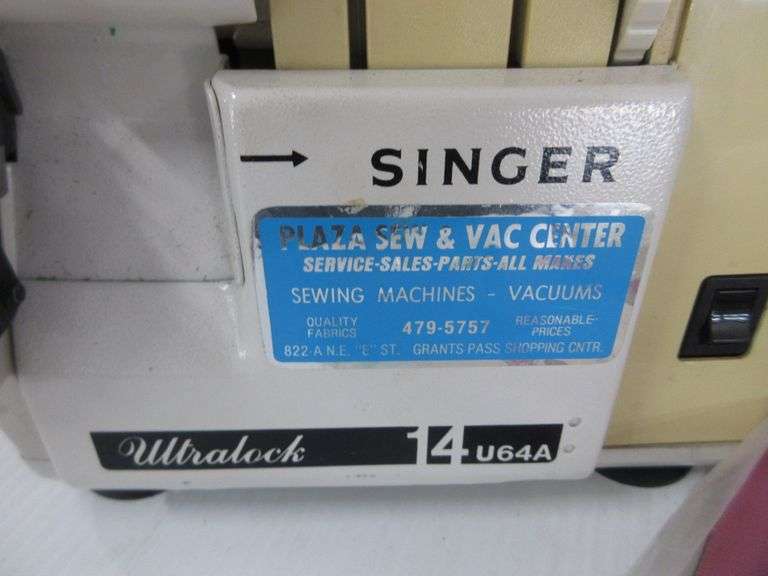 SINGER
PLAZA SEW & VAC CENTER
SERVICE-SALES-PARTS-ALL MAKES
SEWING MACHINES - VACUUMS
QUALITY FABRICS 479-5757 REASONABLE- PRICES
822-A N.E. "E" ST. GRANTS PASS SHOPPING CNTR.
Ultralock 14 U64A